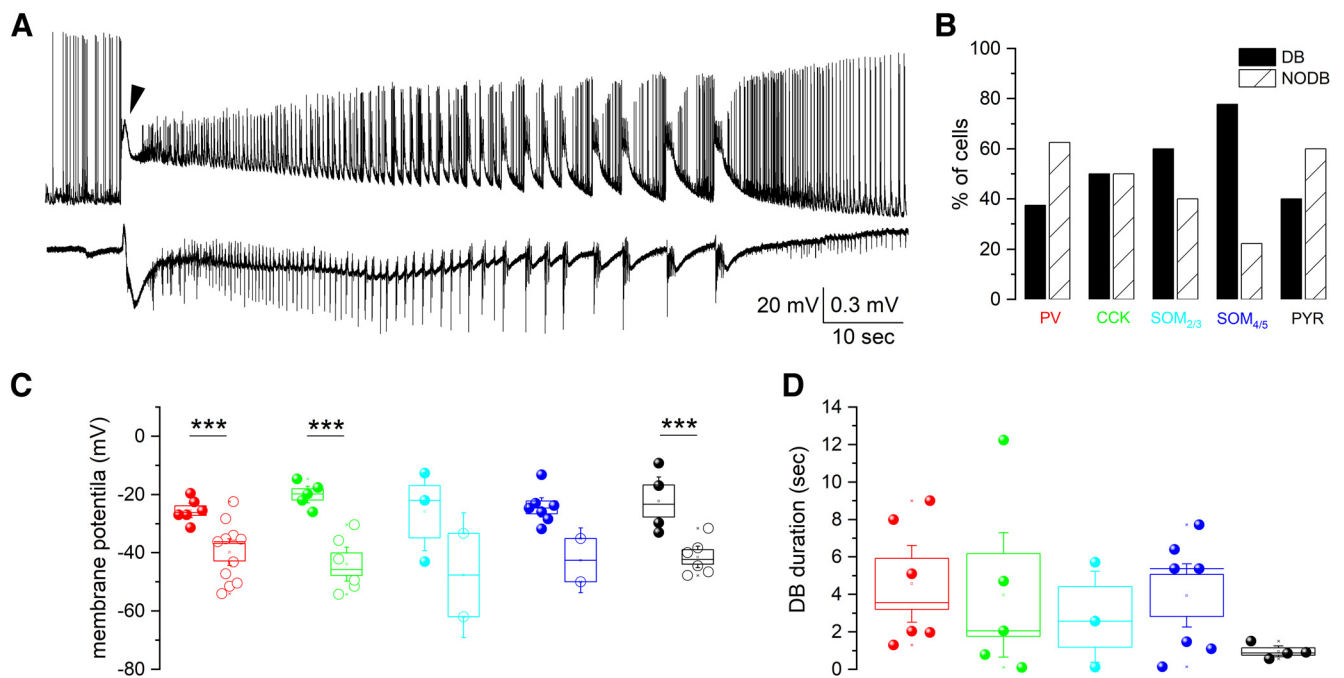 A
20 mV 0.3 mV
10 sec
B
% of cells
100
80
60
40
20
0
DB
NODB
PV CCK SOM2/3 SOM4/5 PYR
C
membrane potentila (mV)
0
-20
-40
-60
-80
*** *** ***
D
DB duration (sec)
14
12
10
8
6
4
2
0